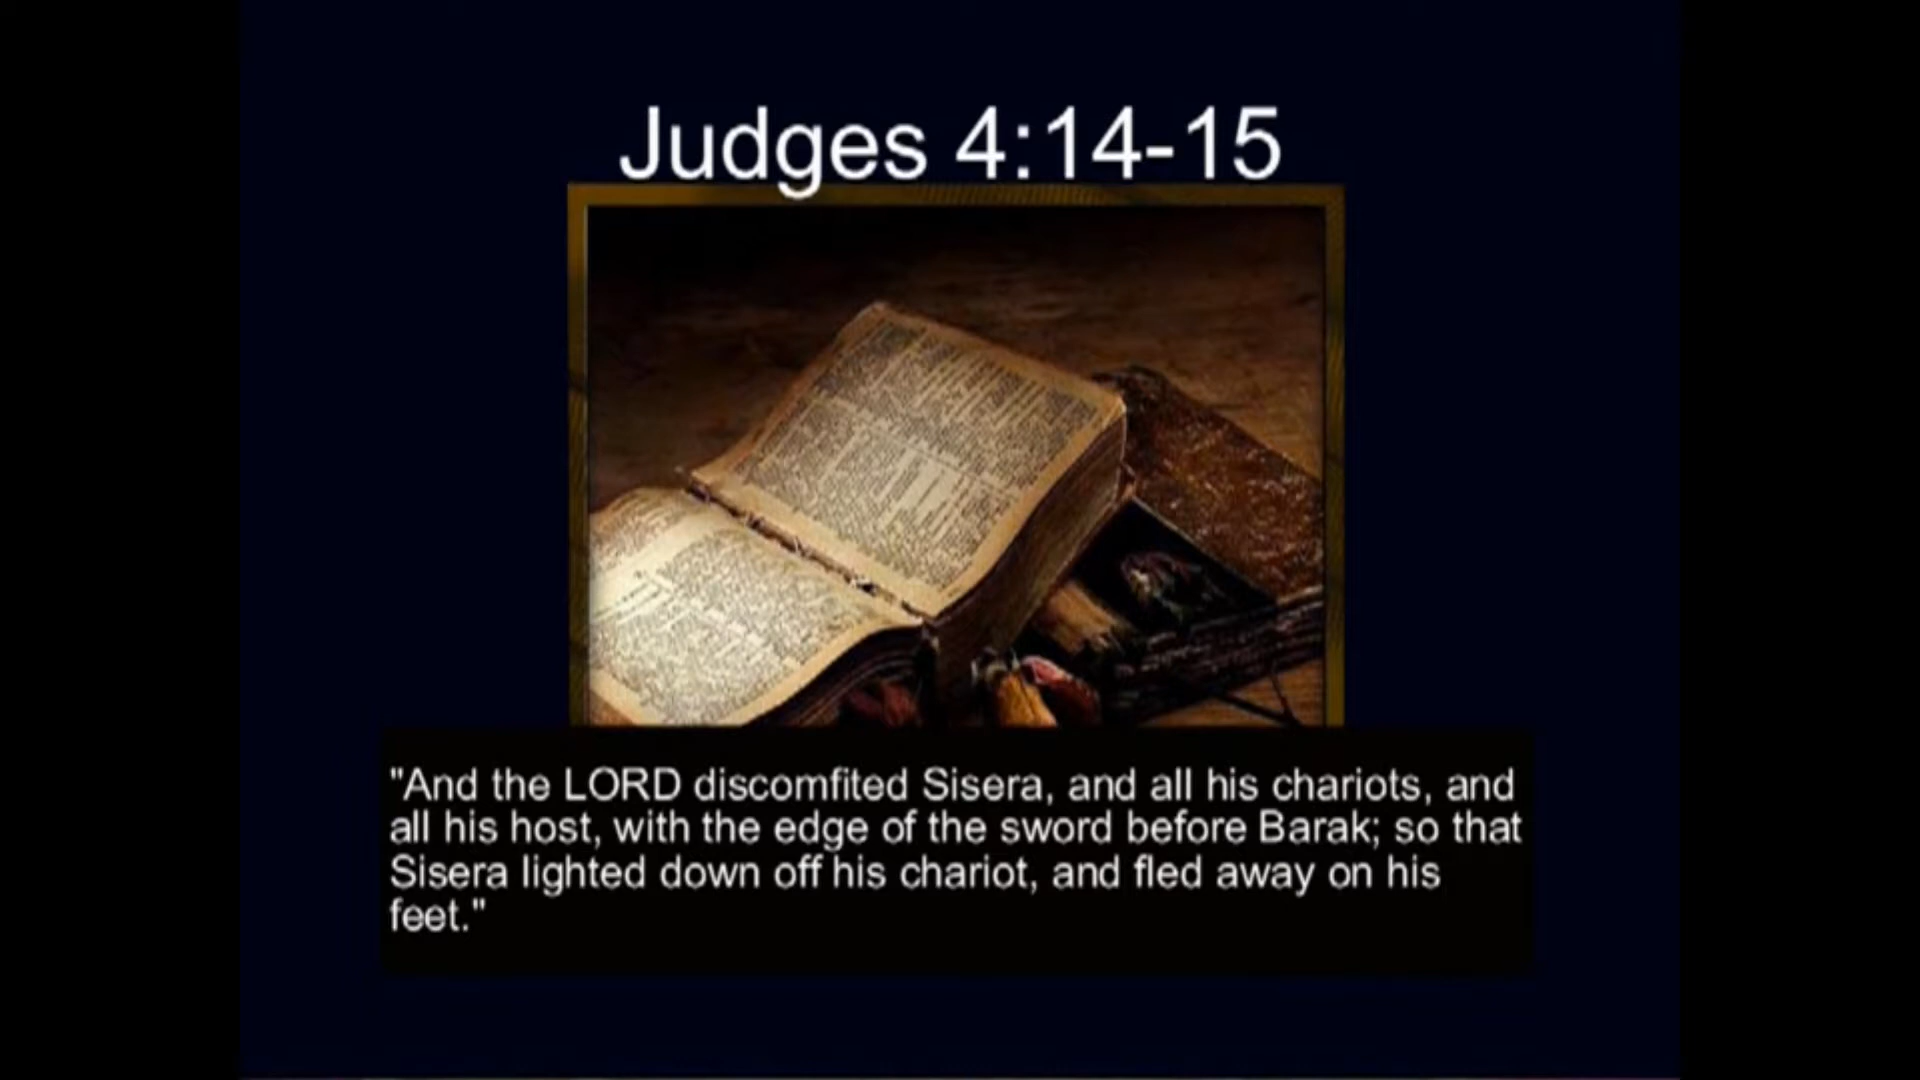 Judges 4:14-15
"And the LORD discomfited Sisera, and all his chariots, and
all his host, with the edge of the sword before Barak; so that
Sisera lighted down off his chariot, and fled away on his
feet."